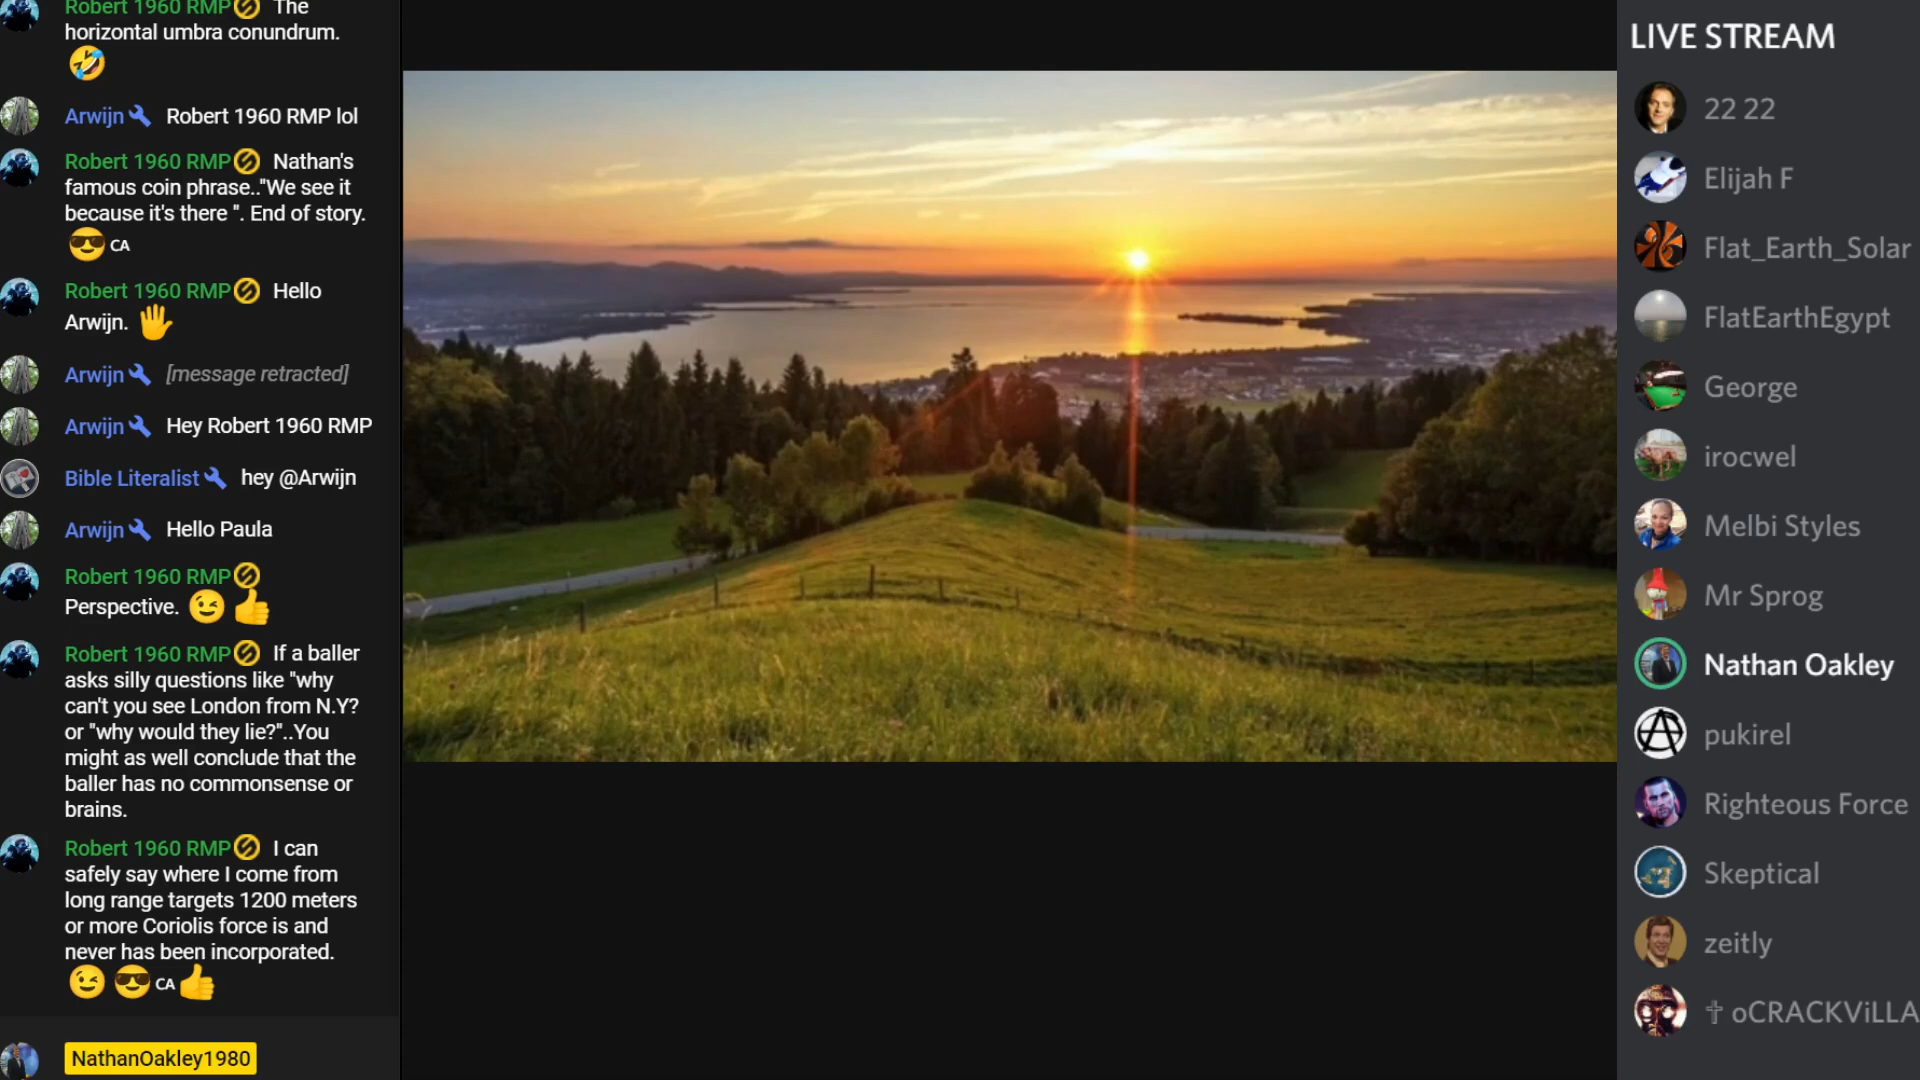 Robert 1960 RMP The
horizontal umbra conundrum.
Arwijn Robert 1960 RMP lol
Robert 1960 RMP Nathan's
famous coin phrase.."We see it
because it's there ". End of story.
CA
Robert 1960 RMP Hello
Arwijn.
Arwijn [message retracted]
Arwijn Hey Robert 1960 RMP
Bible Literalist hey @Arwijn
Arwijn Hello Paula
Robert 1960 RMP
Perspective.
Robert 1960 RMP If a baller
asks silly questions like "why
can't you see London from N.Y?
or "why would they lie?"..You
might as well conclude that the
baller has no commonsense or
brains.
Robert 1960 RMP I can
safely say where I come from
long range targets 1200 meters
or more Coriolis force is and
never has been incorporated.
CA
NathanOakley1980
LIVE STREAM
22 22
Elijah F
Flat_Earth_Solar
FlatEarthEgypt
George
irocwel
Melbi Styles
Mr Sprog
Nathan Oakley
pukirel
Righteous Force
Skeptical
zeitly
✝ oCRACKViLLA